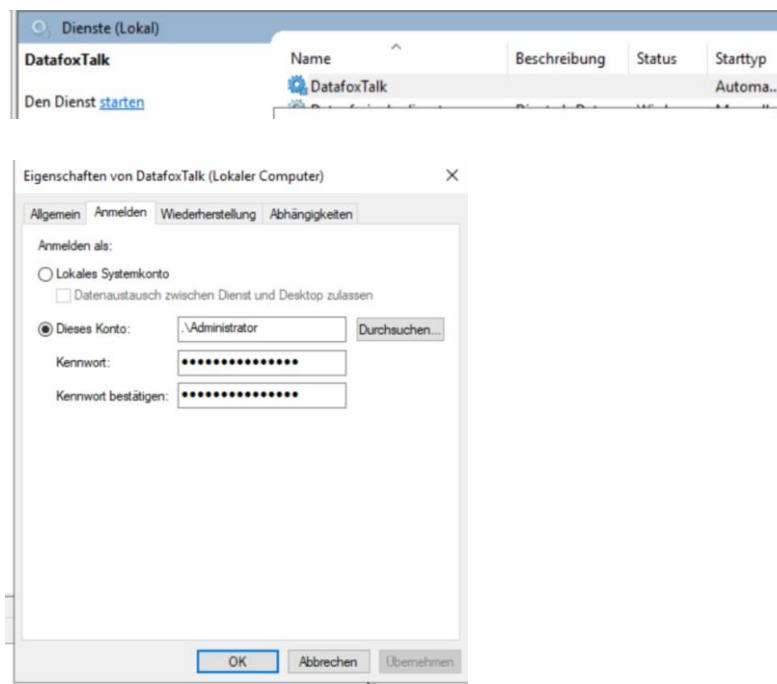 Dienste (Lokal)
DatafoxTalk
Den Dienst starten
Name Beschreibung Status Starttyp
DatafoxTalk Automa...
Eigenschaften von DatafoxTalk (Lokaler Computer)
Allgemein Anmelden Wiederherstellung Abhängigkeiten
Anmelden als:
Lokales Systemkonto
Datenaustausch zwischen Dienst und Desktop zulassen
Dieses Konto: .\Administrator Durchsuchen...
Kennwort: •••••••••••••••
Kennwort bestätigen: •••••••••••••••
OK Abbrechen Übernehmen